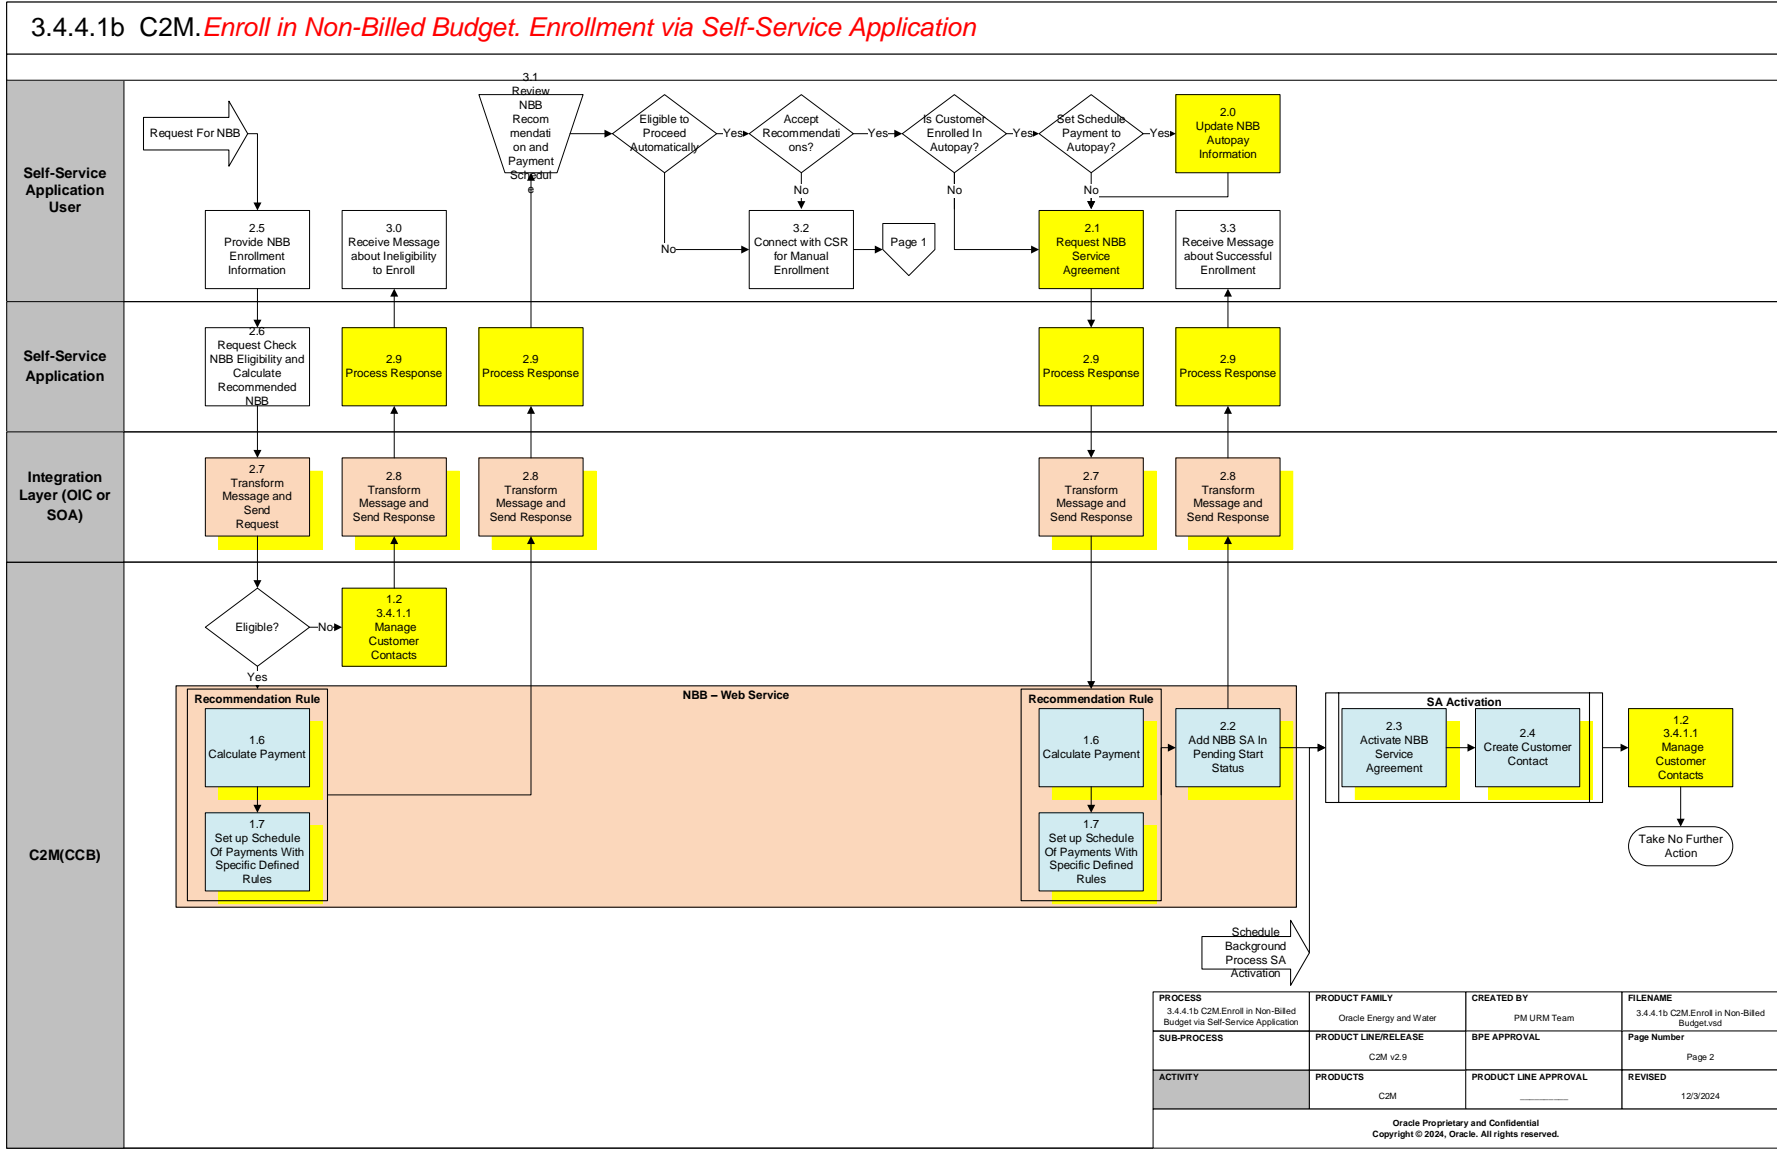 3.4.4.1b C2M.Enroll in Non-Billed Budget. Enrollment via Self-Service Application
Self-Service
Application
User
Request For NBB
3.1
Review
NBB
Recom
mendati
on and
Payment
Schedul
e
Eligible to
Proceed
Automatically
Yes
Accept
Recommendati
ons?
Yes
Is Customer
Enrolled In
Autopay?
Yes
Set Schedule
Payment to
Autopay?
Yes
2.0
Update NBB
Autopay
Information
No
No
No
No
2.5
Provide NBB
Enrollment
Information
3.0
Receive Message
about Ineligibility
to Enroll
3.2
Connect with CSR
for Manual
Enrollment
Page 1
2.1
Request NBB
Service
Agreement
3.3
Receive Message
about Successful
Enrollment
Self-Service
Application
2.6
Request Check
NBB Eligibility and
Calculate
Recommended
NBB
2.9
Process Response
2.9
Process Response
2.9
Process Response
2.9
Process Response
Integration
Layer (OIC or
SOA)
2.7
Transform
Message and
Send
Request
2.8
Transform
Message and
Send Response
2.8
Transform
Message and
Send Response
2.7
Transform
Message and
Send Response
2.8
Transform
Message and
Send Response
C2M(CCB)
Eligible?
No
1.2
3.4.1.1
Manage
Customer
Contacts
Yes
NBB – Web Service
Recommendation Rule
1.6
Calculate Payment
1.7
Set up Schedule
Of Payments With
Specific Defined
Rules
Recommendation Rule
1.6
Calculate Payment
1.7
Set up Schedule
Of Payments With
Specific Defined
Rules
2.2
Add NBB SA In
Pending Start
Status
SA Activation
2.3
Activate NBB
Service
Agreement
2.4
Create Customer
Contact
1.2
3.4.1.1
Manage
Customer
Contacts
Take No Further
Action
Schedule
Background
Process SA
Activation
PROCESS
3.4.4.1b C2M.Enroll in Non-Billed
Budget via Self-Service Application
PRODUCT FAMILY
Oracle Energy and Water
CREATED BY
PM URM Team
FILENAME
3.4.4.1b C2M.Enroll in Non-Billed
Budget.vsd
SUB-PROCESS
PRODUCT LINE/RELEASE
C2M v2.9
BPE APPROVAL
Page Number
Page 2
ACTIVITY
PRODUCTS
C2M
PRODUCT LINE APPROVAL
___________
REVISED
12/3/2024
Oracle Proprietary and Confidential
Copyright © 2024, Oracle. All rights reserved.